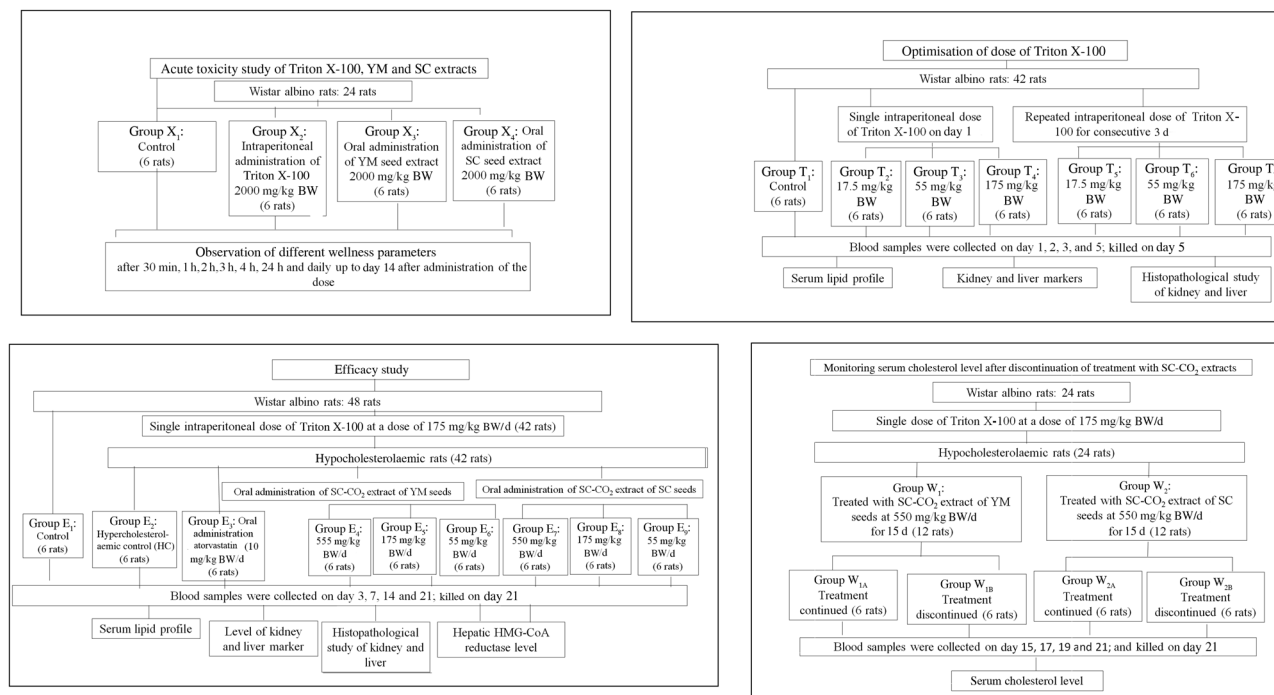 Acute toxicity study of Triton X-100, YM and SC extracts
Wistar albino rats: 24 rats
Group X₁:
Control
(6 rats)
Group X₂:
Intraperitoneal
administration of
Triton X-100
2000 mg/kg BW
(6 rats)
Group X₃:
Oral administration
of YM seed extract
2000 mg/kg BW
(6 rats)
Group X₄: Oral
administration of
SC seed extract
2000 mg/kg BW
(6 rats)
Observation of different wellness parameters
after 30 min, 1 h, 2 h, 3 h, 4 h, 24 h and daily up to day 14 after administration of the
dose
Optimisation of dose of Triton X-100
Wistar albino rats: 42 rats
Single intraperitoneal dose
of Triton X-100 on day 1
Repeated intraperitoneal dose of Triton X-
100 for consecutive 3 d
Group T₁:
Control
(6 rats)
Group T₂:
17.5 mg/kg
BW
(6 rats)
Group T₃:
55 mg/kg
BW
(6 rats)
Group T₄:
175 mg/kg
BW
(6 rats)
Group T₅:
17.5 mg/kg
BW
(6 rats)
Group T₆:
55 mg/kg
BW
(6 rats)
Group T
175 mg/kg
BW
(6 rats)
Blood samples were collected on day 1, 2, 3, and 5; killed on day 5
Serum lipid profile
Kidney and liver markers
Histopathological study
of kidney and liver
Efficacy study
Wistar albino rats: 48 rats
Single intraperitoneal dose of Triton X-100 at a dose of 175 mg/kg BW/d (42 rats)
Hypocholesterolaemic rats (42 rats)
Oral administration of SC-CO₂ extract of YM seeds
Oral administration of SC-CO₂ extract of SC seeds
Group E₁:
Control
(6 rats)
Group E₂:
Hypercholesterol-
aemic control (HC)
(6 rats)
Group E₃: Oral
administration
atorvastatin (10
mg/kg BW/d
(6 rats)
Group E₄:
555 mg/kg
BW/d
(6 rats)
Group E₅:
175 mg/kg
BW/d
(6 rats)
Group E₆:
55 mg/kg
BW/d
(6 rats)
Group E₇:
550 mg/kg
BW/d
(6 rats)
Group E₈:
175 mg/kg
BW/d
(6 rats)
Group E₉:
55 mg/kg
BW/d
(6 rats)
Blood samples were collected on day 3, 7, 14 and 21; killed on day 21
Serum lipid profile
Level of kidney
and liver marker
Histopathological
study of kidney and
liver
Hepatic HMG-CoA
reductase level
Monitoring serum cholesterol level after discontinuation of treatment with SC-CO₂ extracts
Wistar albino rats: 24 rats
Single dose of Triton X-100 at a dose of 175 mg/kg BW/d
Hypocholesterolaemic rats (24 rats)
Group W₁:
Treated with SC-CO₂ extract of YM
seeds at 550 mg/kg BW/d
for 15 d (12 rats)
Group W₂:
Treated with SC-CO₂ extract of SC
seeds at 550 mg/kg BW/d
for 15 d (12 rats)
Group W₁A
Treatment
continued (6 rats)
Group W₁B
Treatment
discontinued (6 rats)
Group W₂A
Treatment
continued (6 rats)
Group W₂B
Treatment
discontinued (6 rats)
Blood samples were collected on day 15, 17, 19 and 21; and killed on day 21
Serum cholesterol level